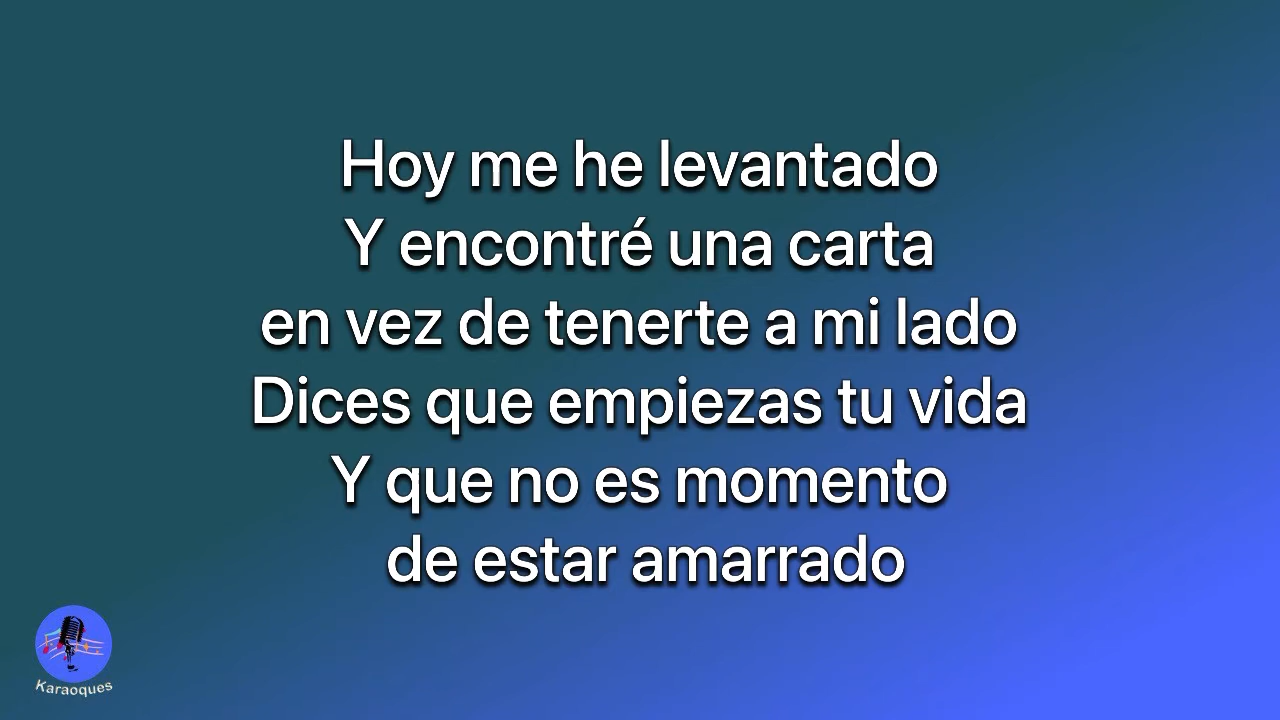 Hoy me he levantado
Y encontré una carta
en vez de tenerte a mi lado
Dices que empiezas tu vida
Y que no es momento
de estar amarrado
Karaoques